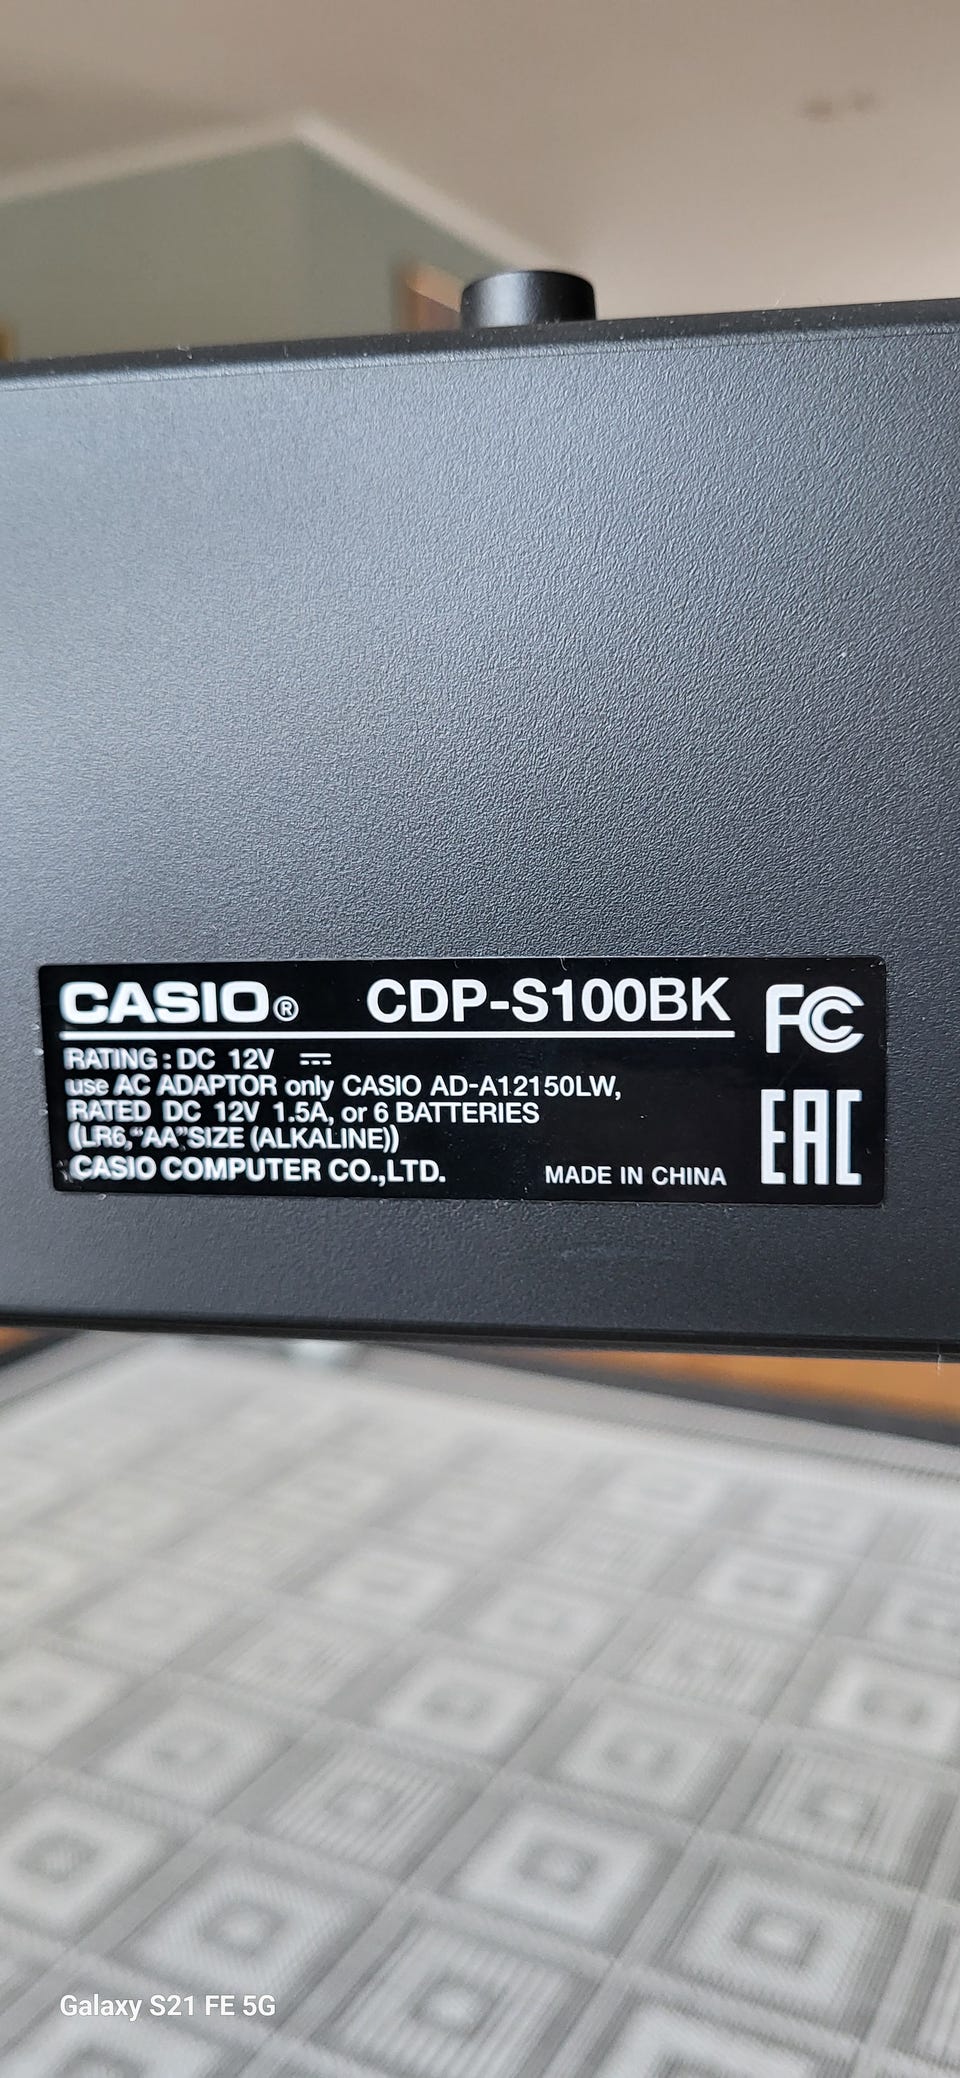 CASIO® CDP-S100BK FC
RATING : DC 12V ⎓
use AC ADAPTOR only CASIO AD-A12150LW,
RATED DC 12V 1.5A, or 6 BATTERIES
(LR6,“AA”SIZE (ALKALINE))
CASIO COMPUTER CO.,LTD. MADE IN CHINA
EAC
Galaxy S21 FE 5G